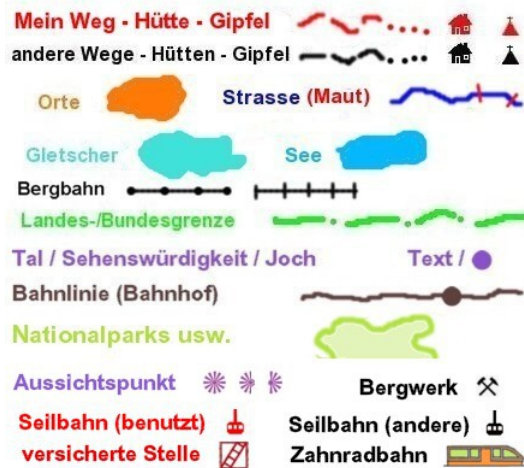 Mein Weg - Hütte - Gipfel
andere Wege - Hütten - Gipfel
Orte Strasse (Maut)
Gletscher See
Bergbahn
Landes-/Bundesgrenze
Tal / Sehenswürdigkeit / Joch Text /
Bahnlinie (Bahnhof)
Nationalparks usw.
Aussichtspunkt Bergwerk
Seilbahn (benutzt) Seilbahn (andere)
versicherte Stelle Zahnradbahn